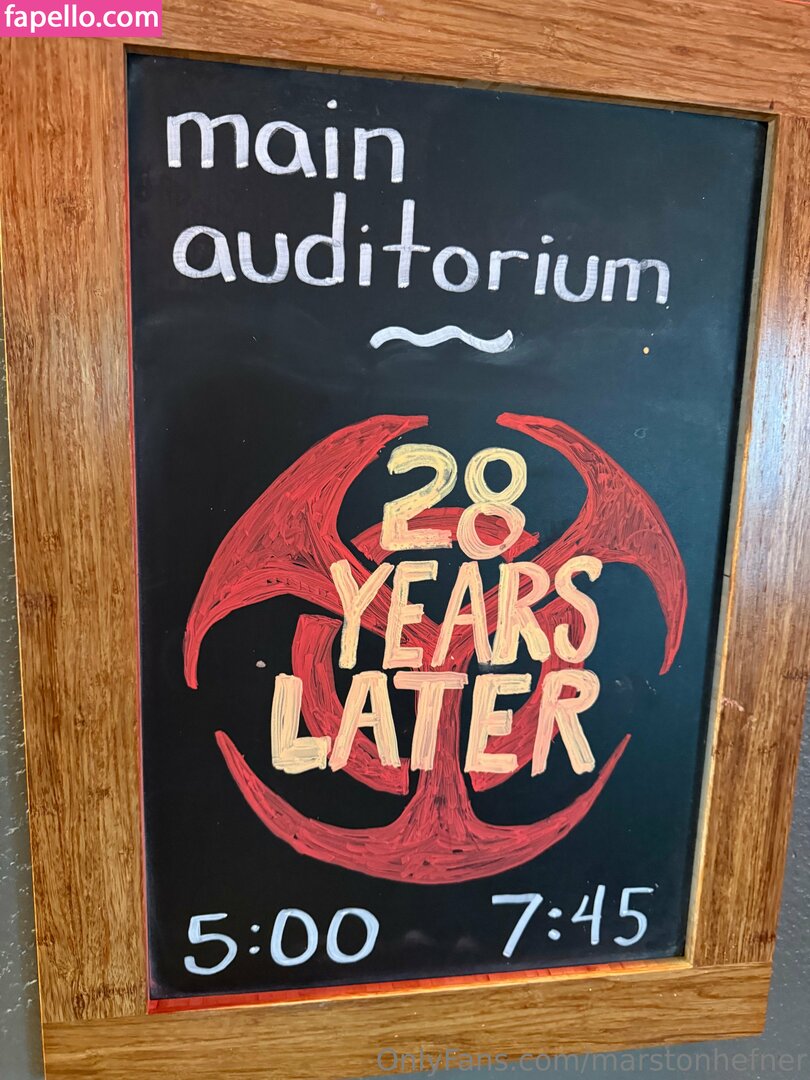 fapello.com
main
auditorium
28
YEARS
LATER
5:00 7:45
OnlyFans.com/marstonhefner